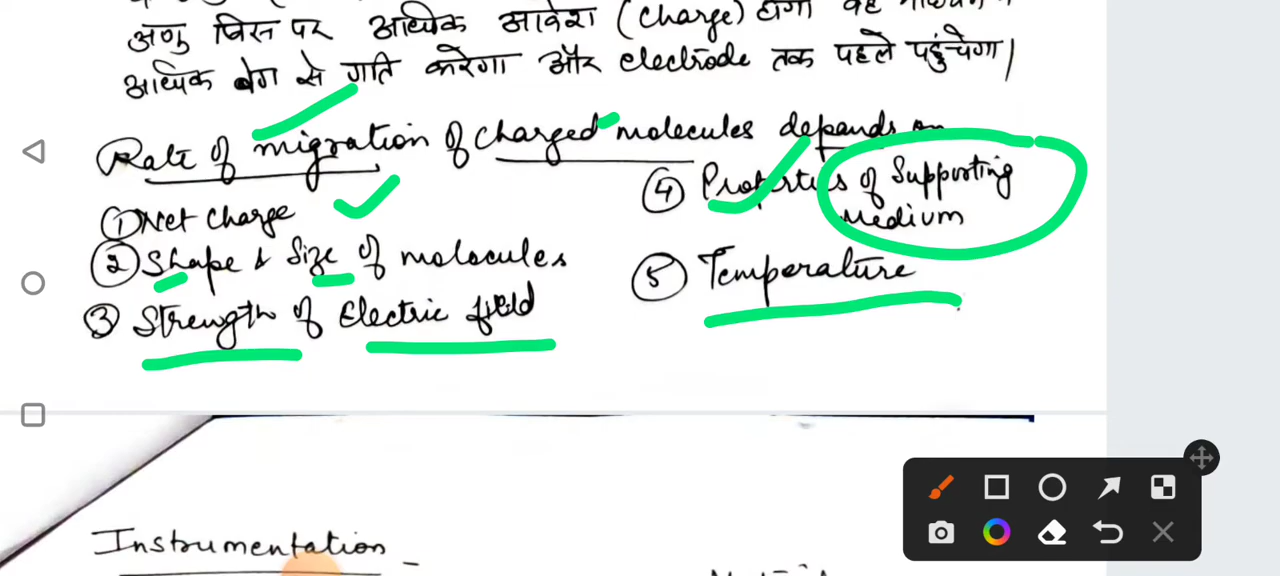 अणु जिस पर अधिक आवेश (Charge) होगा वह
अधिक वेग से गति करेगा और electrode तक पहले पहुंचेगा।
Rate of migration of Charged molecules depends on
① Net Charge
② Shape & Size of molecules
③ Strength of Electric field
④ Properties of Supporting
Medium
⑤ Temperature
Instrumentation